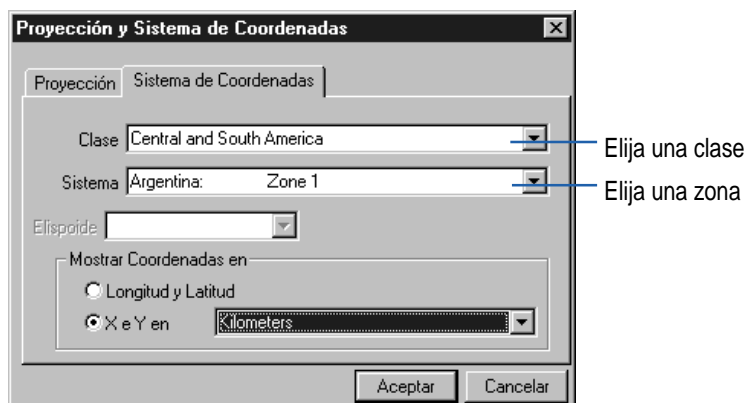 Proyección y Sistema de Coordenadas
Proyección
Sistema de Coordenadas
Clase Central and South America
Elija una clase
Sistema Argentina: Zone 1
Elija una zona
Elispoide
Mostrar Coordenadas en
Longitud y Latitud
X e Y en Kilometers
Aceptar
Cancelar